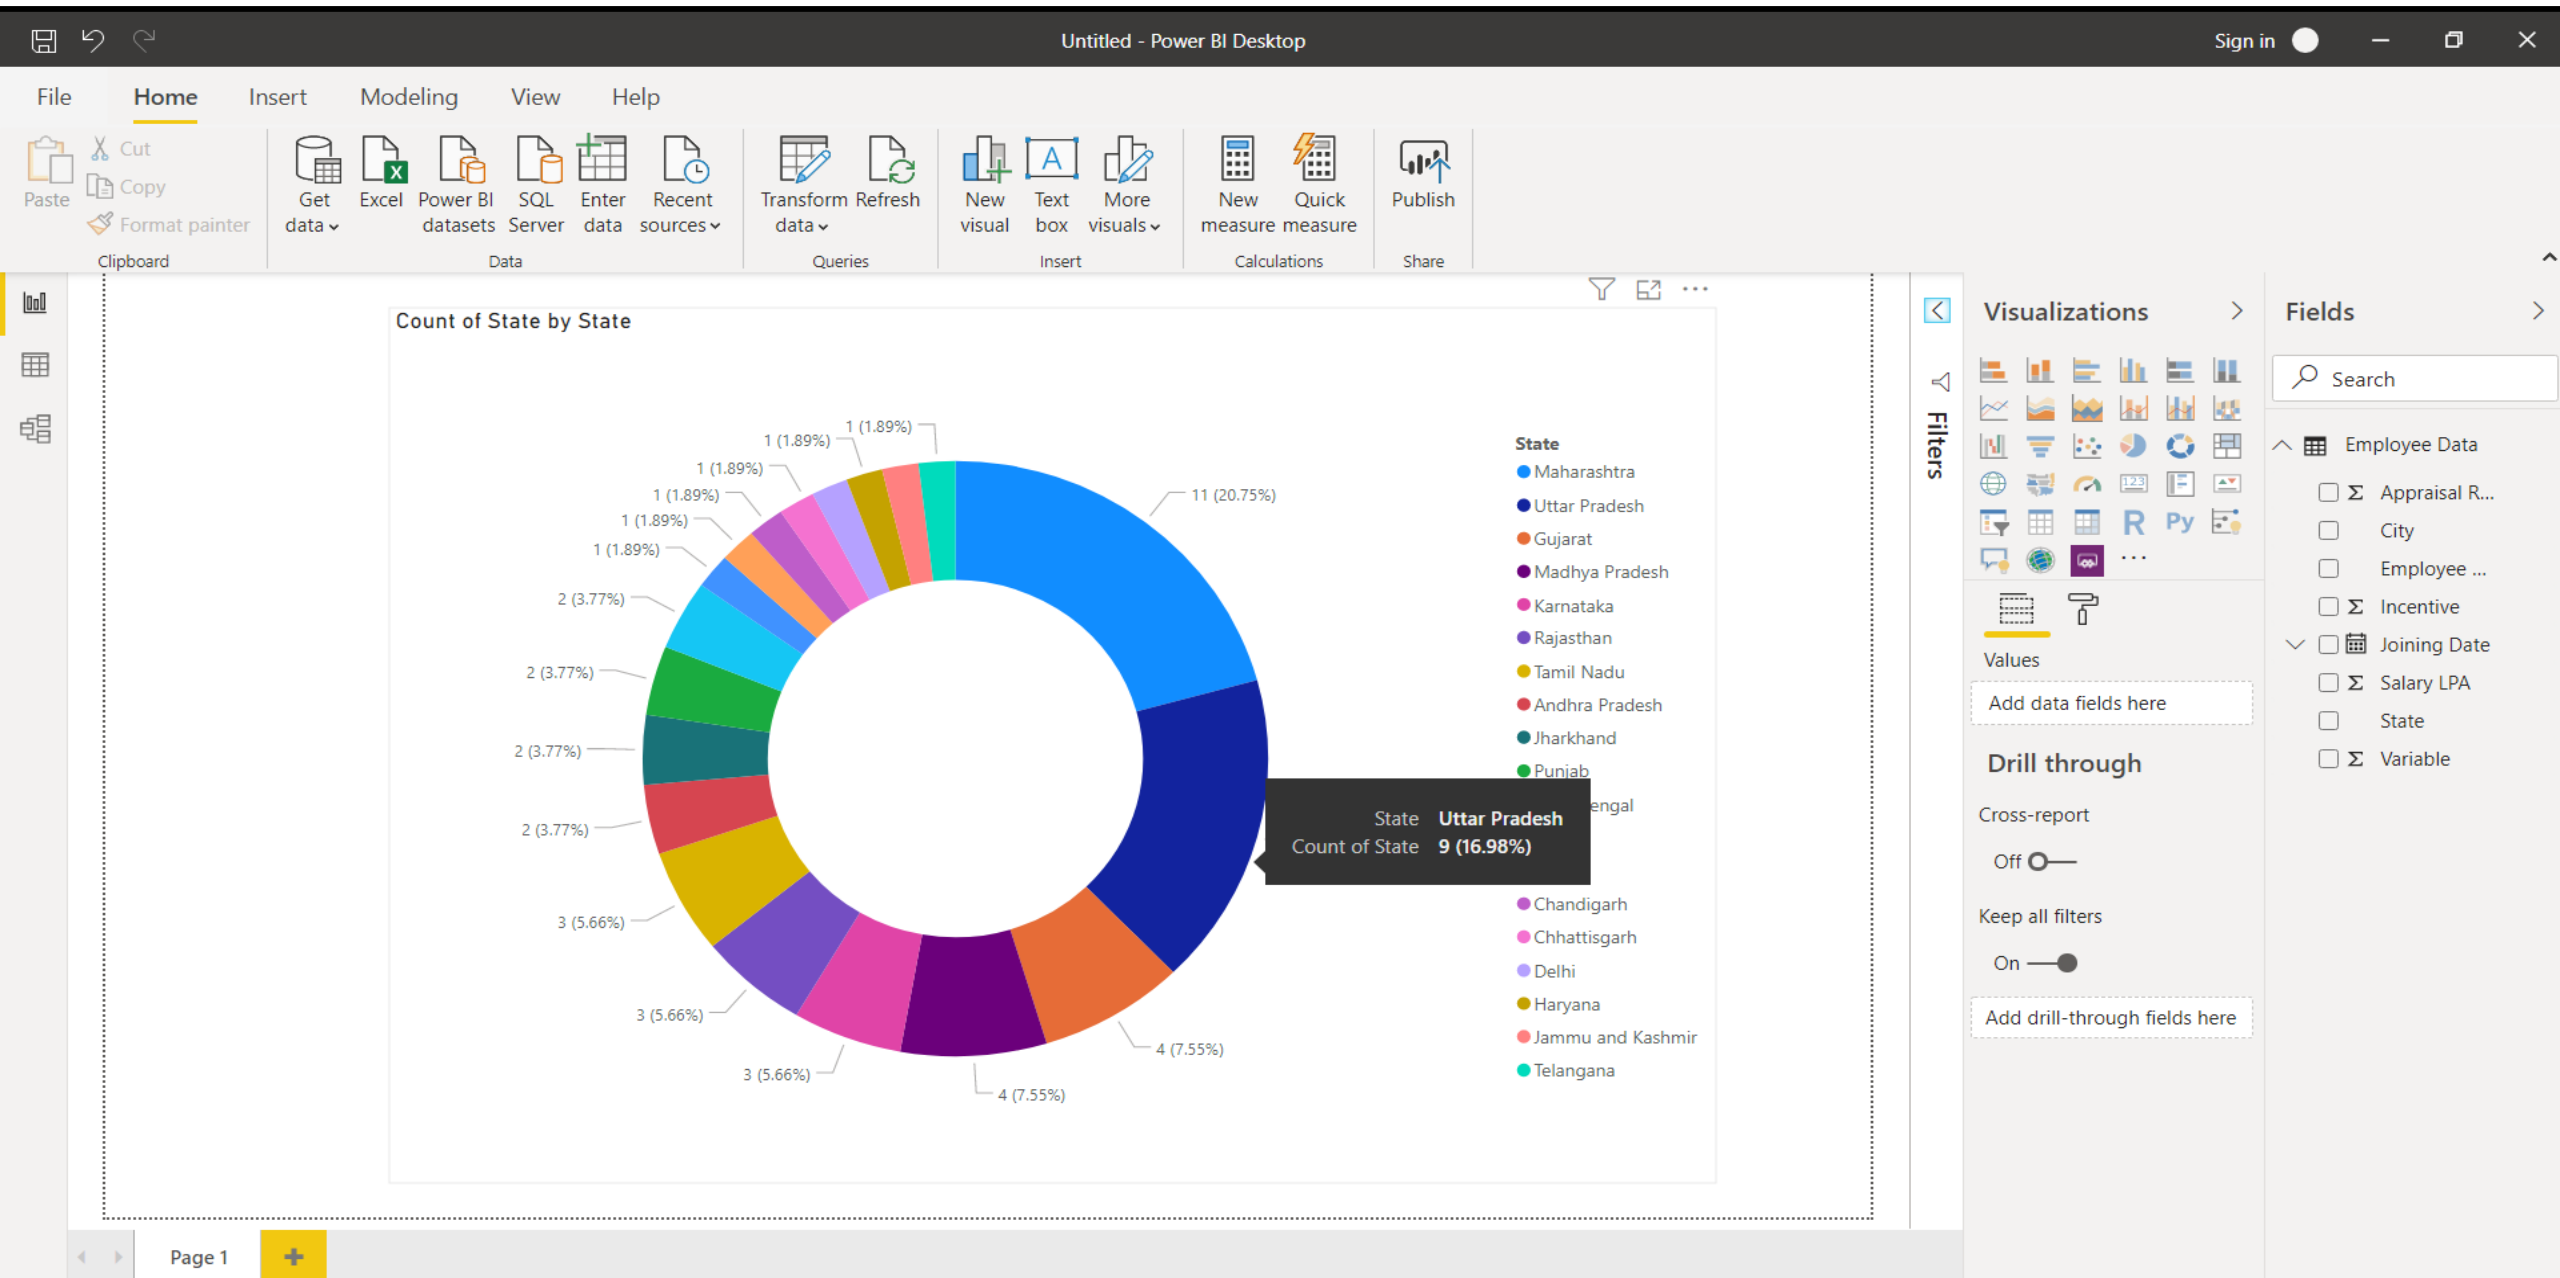 Untitled - Power BI Desktop
Sign in
File Home Insert Modeling View Help
Paste
Cut
Copy
Format painter
Clipboard
Get data
Excel
Power BI datasets
SQL Server
Enter data
Recent sources
Data
Transform data
Refresh
Queries
New visual
Text box
More visuals
Insert
New measure
Quick measure
Calculations
Publish
Share
Count of State by State
1 (1.89%)
1 (1.89%)
1 (1.89%)
1 (1.89%)
1 (1.89%)
1 (1.89%)
2 (3.77%)
2 (3.77%)
2 (3.77%)
2 (3.77%)
3 (5.66%)
3 (5.66%)
3 (5.66%)
4 (7.55%)
4 (7.55%)
11 (20.75%)
State
Maharashtra
Uttar Pradesh
Gujarat
Madhya Pradesh
Karnataka
Rajasthan
Tamil Nadu
Andhra Pradesh
Jharkhand
Punjab
engal
State Uttar Pradesh
Count of State 9 (16.98%)
Chandigarh
Chhattisgarh
Delhi
Haryana
Jammu and Kashmir
Telangana
Filters
Visualizations
123
R
Py
Values
Add data fields here
Drill through
Cross-report
Off
Keep all filters
On
Add drill-through fields here
Fields
Search
Employee Data
Σ Appraisal R...
City
Employee ...
Σ Incentive
Joining Date
Σ Salary LPA
State
Σ Variable
Page 1